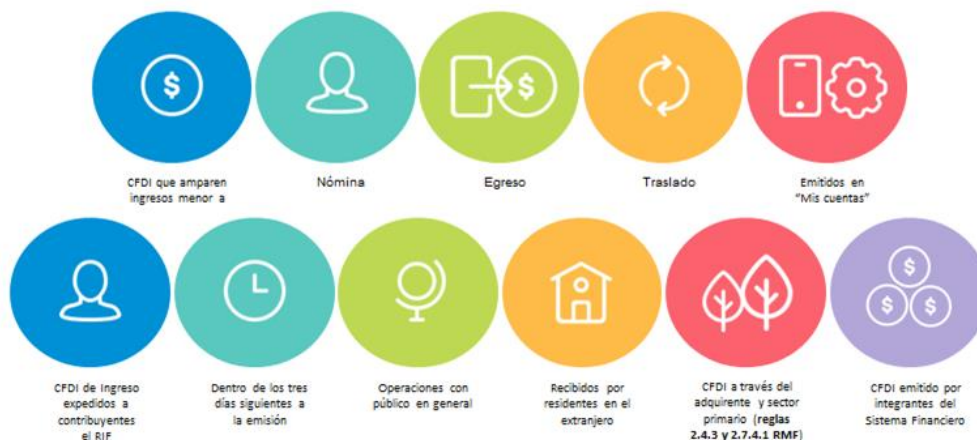 $
$
CFDI que amparen
ingresos menor a
Nómina
Egreso
Traslado
Emitidos en
"Mis cuentas"
$
$
$
CFDI de Ingreso
expedidos a
contribuyentes
el RIF
Dentro de los tres
días siguientes a
la emisión
Operaciones con
público en general
Recibidos por
residentes en el
extranjero
CFDI a través del
adquirente y sector
primario (reglas
2.4.3 y 2.7.4.1 RMF)
CFDI emitido por
integrantes del
Sistema Financiero